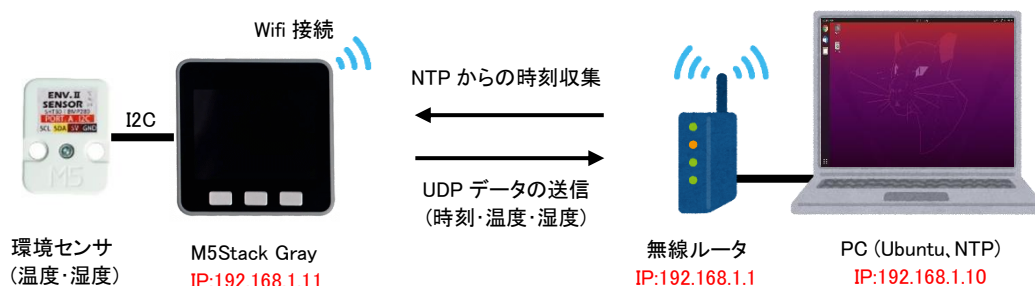 Wifi 接続
NTP からの時刻収集
ENV.Ⅱ
SENSOR
SHT30 BMP280
PORT.A I2C
SCL SDA 5V GND
M5
I2C
UDP データの送信
(時刻・温度・湿度)
環境センサ
(温度・湿度)
M5Stack Gray
IP:192.168.1.11
無線ルータ
IP:192.168.1.1
PC (Ubuntu、NTP)
IP:192.168.1.10